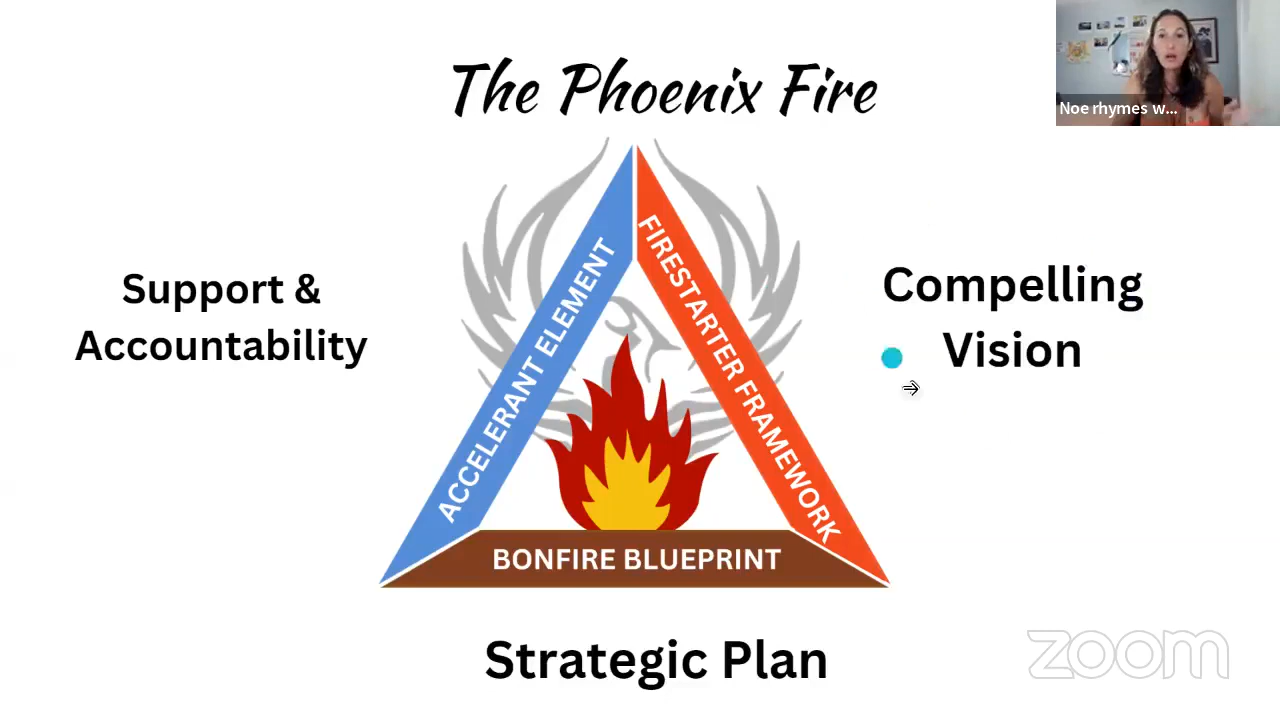 The Phoenix Fire
Noe rhymes w...
Support &
Accountability
ACCELERANT ELEMENT
FIRESTARTER FRAMEWORK
Compelling
Vision
BONFIRE BLUEPRINT
Strategic Plan
zoom